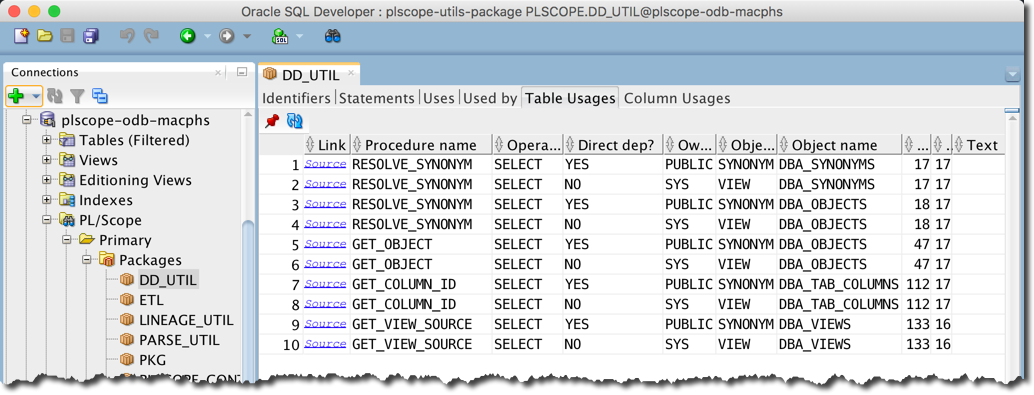 Oracle SQL Developer : plscope-utils-package PLSCOPE.DD_UTIL@plscope-odb-macphs
SQL
Connections
plscope-odb-macphs
Tables (Filtered)
Views
Editioning Views
Indexes
PL/Scope
Primary
Packages
DD_UTIL
ETL
LINEAGE_UTIL
PARSE_UTIL
PKG
DD_UTIL
Identifiers Statements Uses Used by Table Usages Column Usages
Link Procedure name Opera... Direct dep? Ow... Obje... Object name ... ... Text
1 Source RESOLVE_SYNONYM SELECT YES PUBLIC SYNONYM DBA_SYNONYMS 17 17
2 Source RESOLVE_SYNONYM SELECT NO SYS VIEW DBA_SYNONYMS 17 17
3 Source RESOLVE_SYNONYM SELECT YES PUBLIC SYNONYM DBA_OBJECTS 18 17
4 Source RESOLVE_SYNONYM SELECT NO SYS VIEW DBA_OBJECTS 18 17
5 Source GET_OBJECT SELECT YES PUBLIC SYNONYM DBA_OBJECTS 47 17
6 Source GET_OBJECT SELECT NO SYS VIEW DBA_OBJECTS 47 17
7 Source GET_COLUMN_ID SELECT YES PUBLIC SYNONYM DBA_TAB_COLUMNS 112 17
8 Source GET_COLUMN_ID SELECT NO SYS VIEW DBA_TAB_COLUMNS 112 17
9 Source GET_VIEW_SOURCE SELECT YES PUBLIC SYNONYM DBA_VIEWS 133 16
10 Source GET_VIEW_SOURCE SELECT NO SYS VIEW DBA_VIEWS 133 16